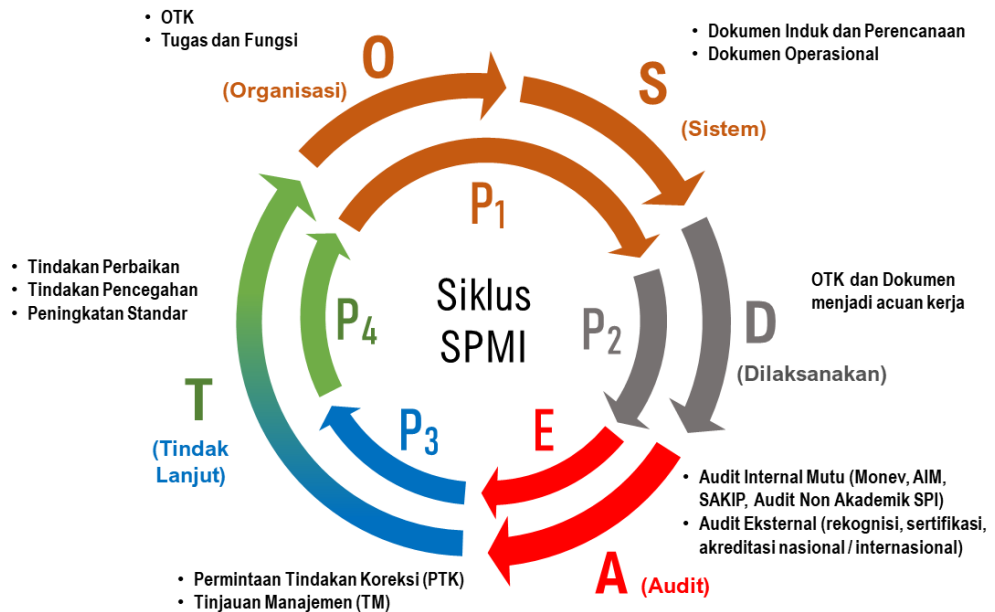 • OTK
• Tugas dan Fungsi
O
(Organisasi)
• Dokumen Induk dan Perencanaan
• Dokumen Operasional
S
(Sistem)
P1
• Tindakan Perbaikan
• Tindakan Pencegahan
• Peningkatan Standar
Siklus
SPMI
OTK dan Dokumen
menjadi acuan kerja
P4
P2
D
(Dilaksanakan)
T
(Tindak
Lanjut)
P3
E
• Audit Internal Mutu (Monev, AIM,
SAKIP, Audit Non Akademik SPI)
• Audit Eksternal (rekognisi, sertifikasi,
akreditasi nasional / internasional)
A (Audit)
• Permintaan Tindakan Koreksi (PTK)
• Tinjauan Manajemen (TM)